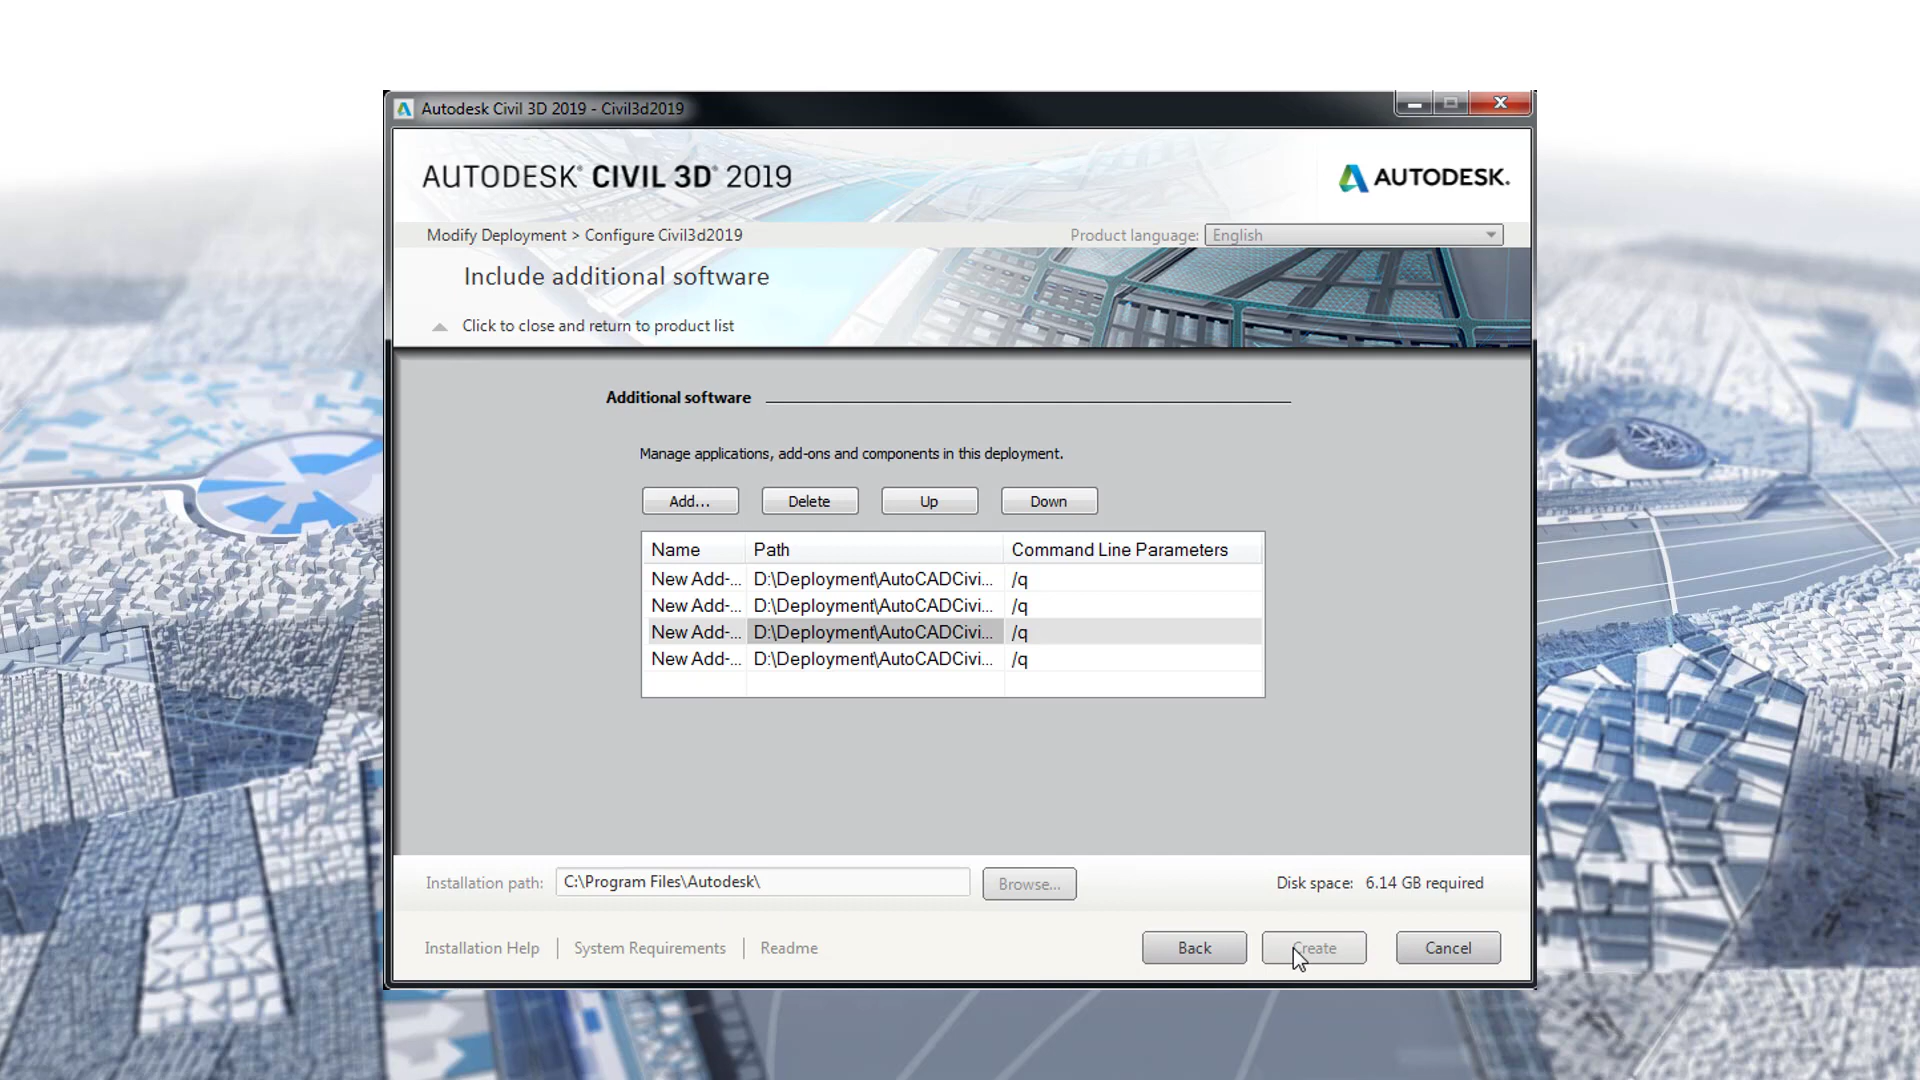 Autodesk Civil 3D 2019 - Civil3d2019
AUTODESK® CIVIL 3D® 2019
AUTODESK.
Modify Deployment > Configure Civil3d2019
Product language: English
Include additional software
Click to close and return to product list
Additional software
Manage applications, add-ons and components in this deployment.
Add... Delete Up Down
Name Path Command Line Parameters
New Add-... D:\Deployment\AutoCADCivi... /q
New Add-... D:\Deployment\AutoCADCivi... /q
New Add-... D:\Deployment\AutoCADCivi... /q
New Add-... D:\Deployment\AutoCADCivi... /q
Installation path: C:\Program Files\Autodesk\ Browse... Disk space: 6.14 GB required
Installation Help System Requirements Readme Back Create Cancel